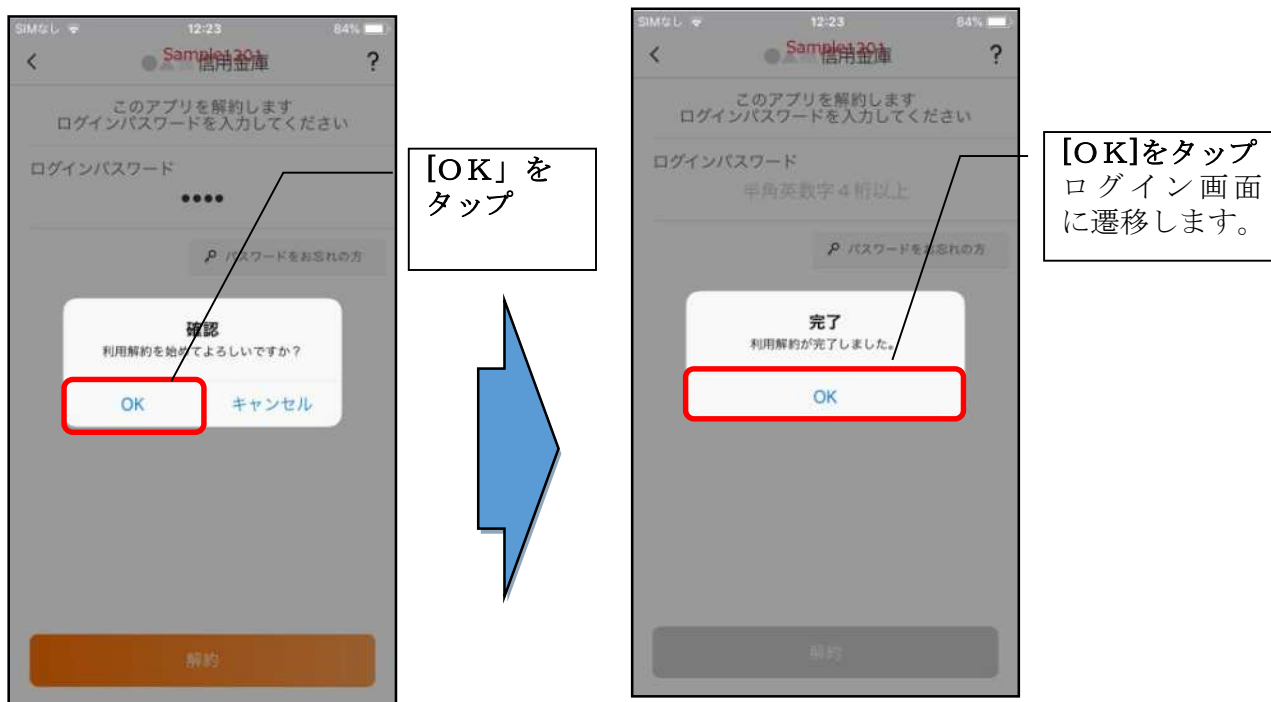 SIMなし 12:23 84%
< Sample1201 信用金庫 ?
このアプリを解約します
ログインパスワードを入力してください
ログインパスワード
••••
パスワードをお忘れの方
確認
利用解約を始めてよろしいですか？
OK キャンセル
解約
[ＯＫ」を
タップ
SIMなし 12:23 84%
< Sample1201 信用金庫 ?
このアプリを解約します
ログインパスワードを入力してください
ログインパスワード
半角英数字４桁以上
パスワードをお忘れの方
完了
利用解約が完了しました。
OK
解約
[ＯＫ]をタップ
ログイン画面
に遷移します。